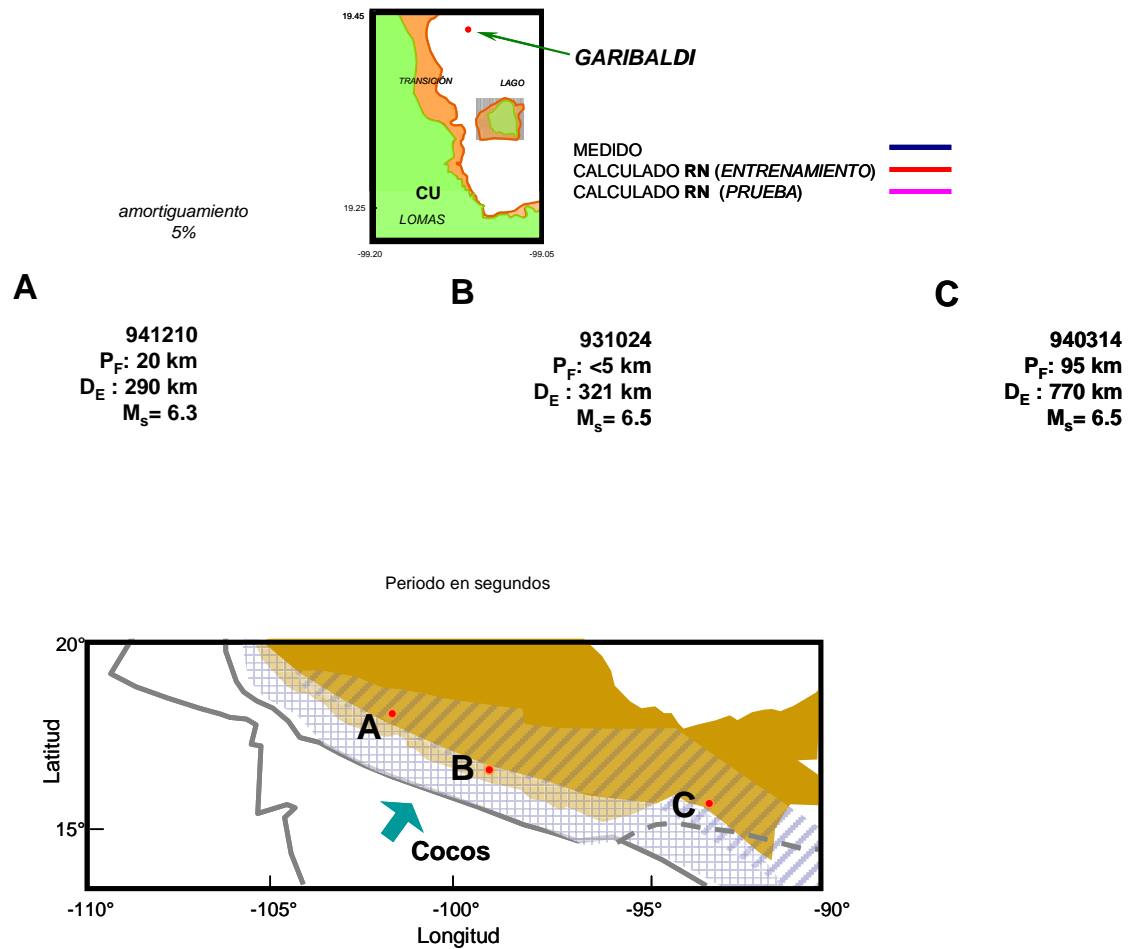 19.45
GARIBALDI
TRANSICIÓN
LAGO
MEDIDO
CALCULADO RN (ENTRENAMIENTO)
CALCULADO RN (PRUEBA)
CU
LOMAS
19.25
-99.20
-99.05
amortiguamiento
5%
A
941210
PF: 20 km
DE : 290 km
Ms= 6.3
B
931024
PF: <5 km
DE : 321 km
Ms= 6.5
C
940314
PF: 95 km
DE : 770 km
Ms= 6.5
Periodo en segundos
20°
Latitud
15°
A
B
C
Cocos
-110°
-105°
-100°
-95°
-90°
Longitud